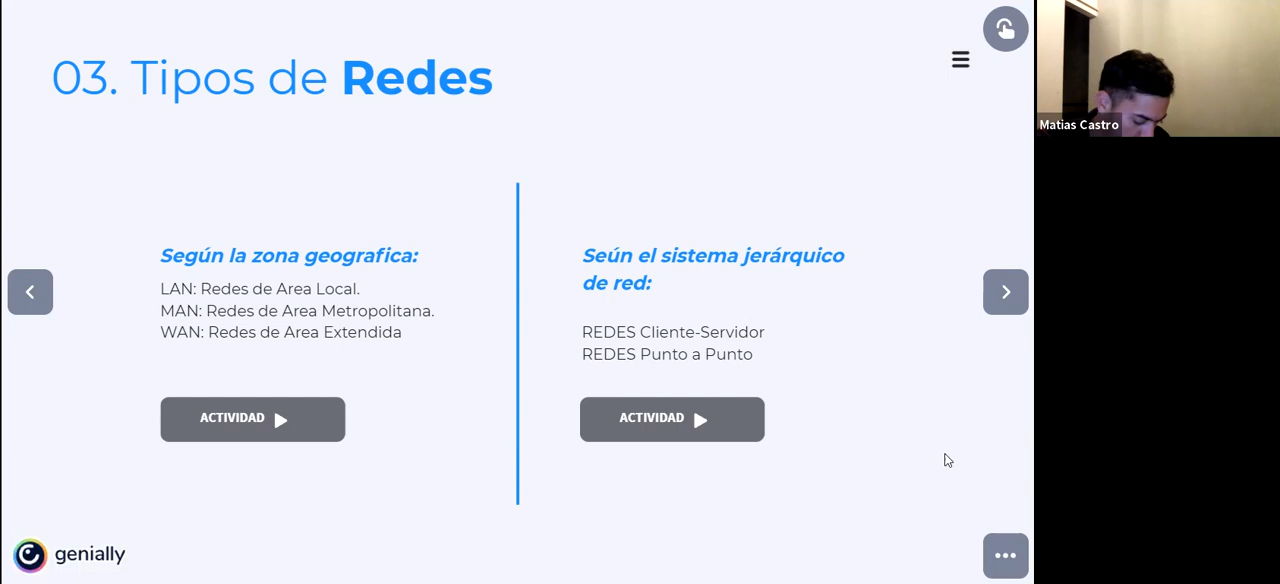 03. Tipos de Redes
Según la zona geografica:
LAN: Redes de Area Local.
MAN: Redes de Area Metropolitana.
WAN: Redes de Area Extendida
ACTIVIDAD
Seún el sistema jerárquico
de red:
REDES Cliente-Servidor
REDES Punto a Punto
ACTIVIDAD
genially
Matias Castro